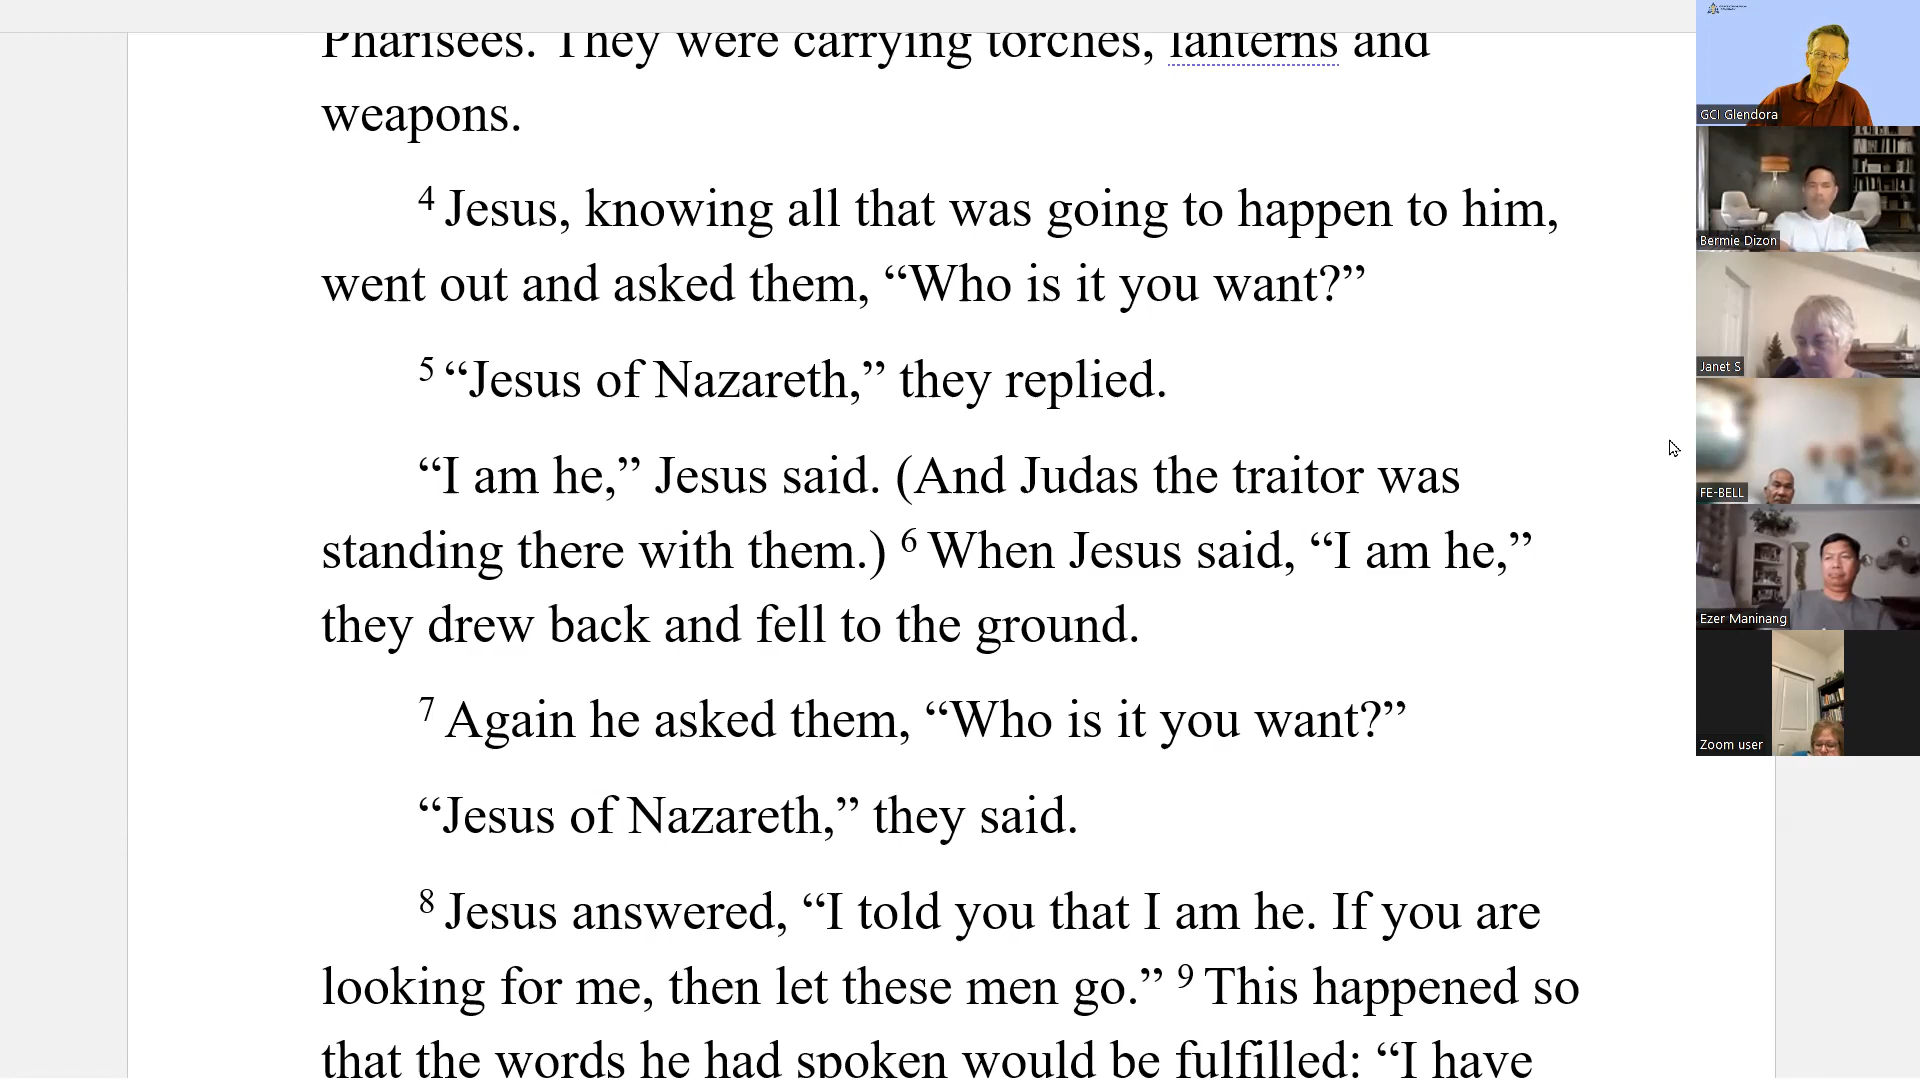 Pharisees. They were carrying torches, lanterns and
weapons.
4 Jesus, knowing all that was going to happen to him,
went out and asked them, “Who is it you want?”
5 “Jesus of Nazareth,” they replied.
“I am he,” Jesus said. (And Judas the traitor was
standing there with them.) 6 When Jesus said, “I am he,”
they drew back and fell to the ground.
7 Again he asked them, “Who is it you want?”
“Jesus of Nazareth,” they said.
8 Jesus answered, “I told you that I am he. If you are
looking for me, then let these men go.” 9 This happened so
that the words he had spoken would be fulfilled: “I have
GCI Glendora
Bermie Dizon
Janet S
FE-BELL
Ezer Maninang
Zoom user